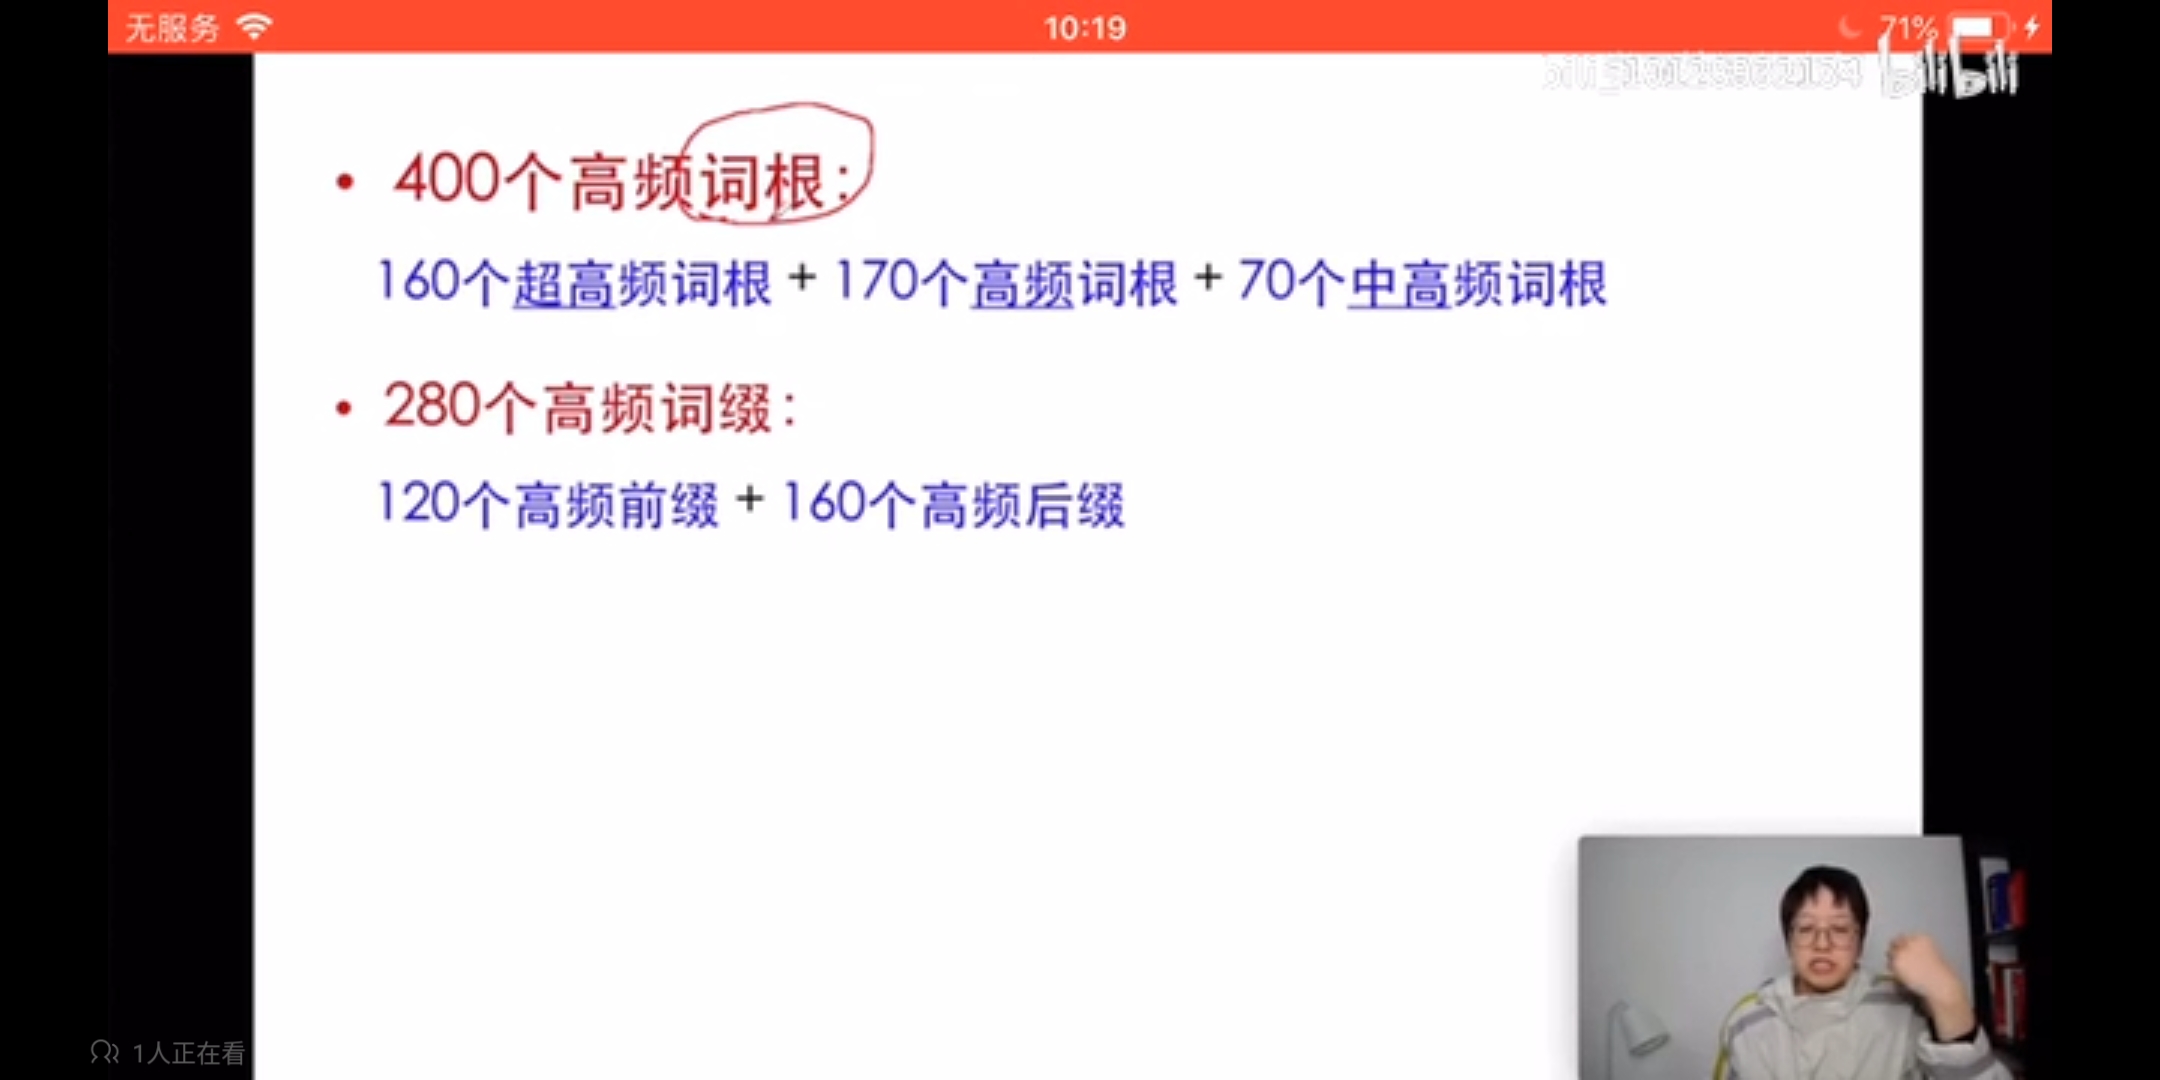 无服务 10:19 71%
bilibili
• 400个高频词根：
160个超高频词根 + 170个高频词根 + 70个中高频词根
• 280个高频词缀：
120个高频前缀 + 160个高频后缀
1人正在看